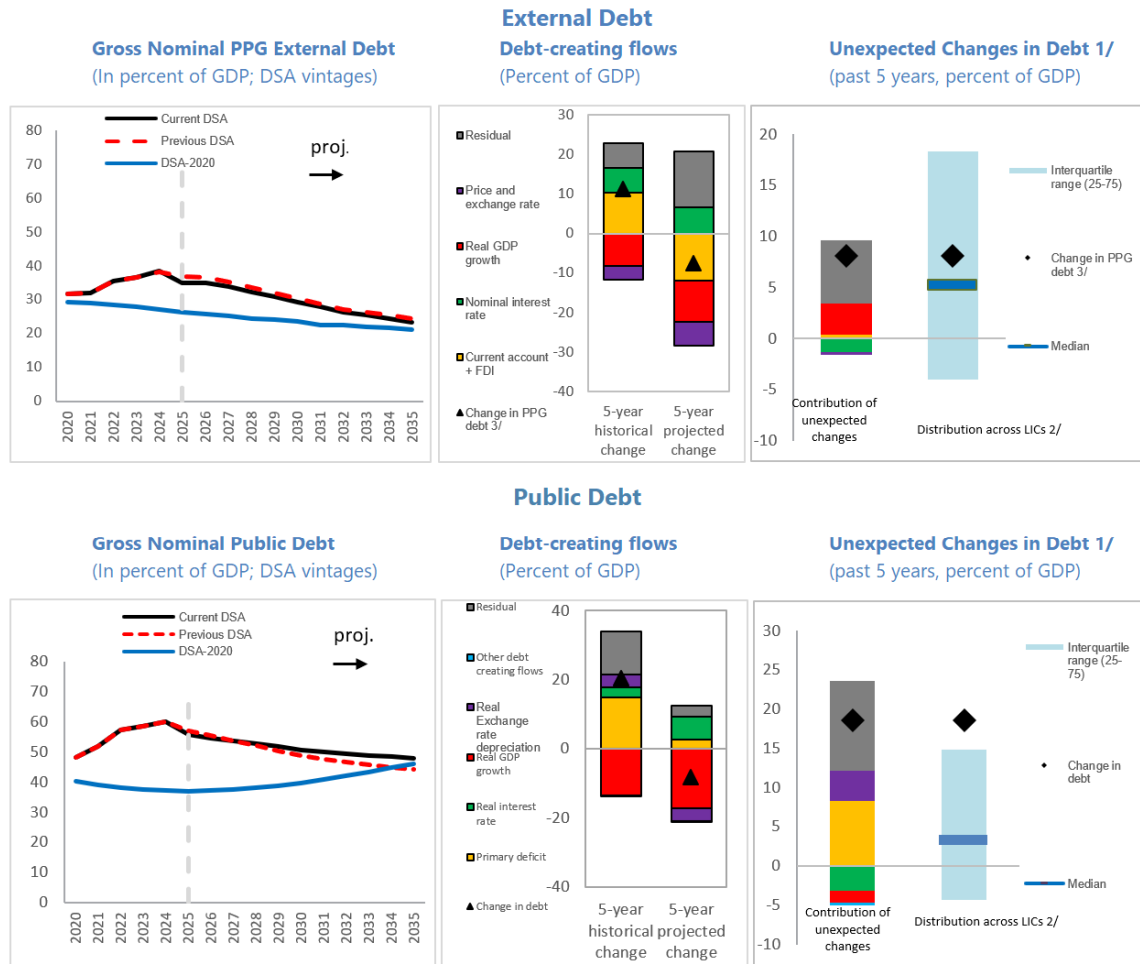 External Debt
Gross Nominal PPG External Debt
(In percent of GDP; DSA vintages)
Debt-creating flows
(Percent of GDP)
Unexpected Changes in Debt 1/
(past 5 years, percent of GDP)
80
70
60
50
40
30
20
10
0
Current DSA
Previous DSA
DSA-2020
proj.
2020
2021
2022
2023
2024
2025
2026
2027
2028
2029
2030
2031
2032
2033
2034
2035
Residual
Price and
exchange rate
Real GDP
growth
Nominal interest
rate
Current account
+ FDI
Change in PPG
debt 3/
30
20
10
0
-10
-20
-30
-40
5-year
historical
change
5-year
projected
change
20
15
10
5
0
-5
-10
Contribution of
unexpected
changes
Distribution across LICs 2/
Interquartile
range (25-75)
Change in PPG
debt 3/
Median
Public Debt
Gross Nominal Public Debt
(In percent of GDP; DSA vintages)
Debt-creating flows
(Percent of GDP)
Unexpected Changes in Debt 1/
(past 5 years, percent of GDP)
80
70
60
50
40
30
20
10
0
Current DSA
Previous DSA
DSA-2020
proj.
2020
2021
2022
2023
2024
2025
2026
2027
2028
2029
2030
2031
2032
2033
2034
2035
Residual
Other debt
creating flows
Real
Exchange
rate
depreciation
Real GDP
growth
Real interest
rate
Primary deficit
Change in debt
40
20
0
-20
-40
5-year
historical
change
5-year
projected
change
30
25
20
15
10
5
0
-5
-10
Contribution of
unexpected
changes
Distribution across LICs 2/
Interquartile
range (25-
75)
Change in
debt
Median